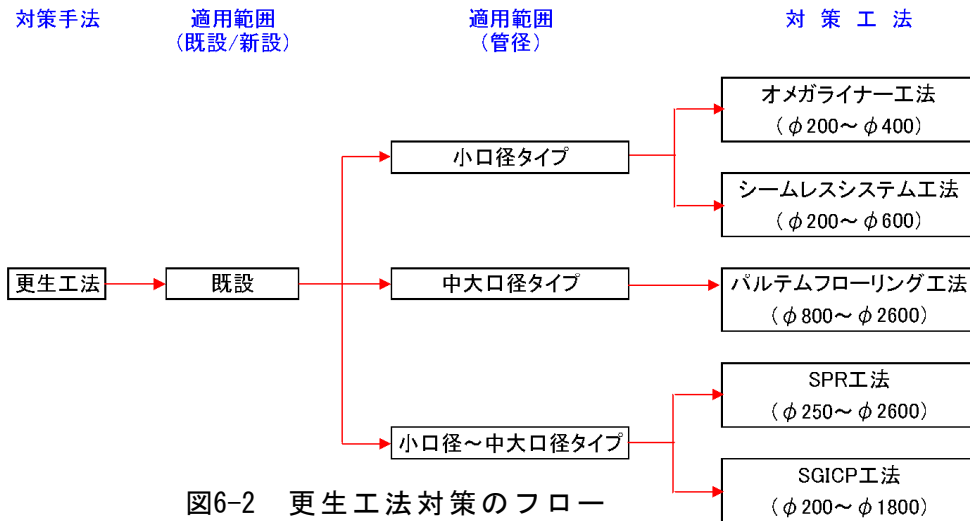 対策手法
適用範囲
(既設/新設)
適用範囲
(管径)
対 策 工 法
オメガライナー工法
(φ200～φ400)
小口径タイプ
シームレスシステム工法
(φ200～φ600)
更生工法
既設
中大口径タイプ
パルテムフローリング工法
(φ800～φ2600)
SPR工法
(φ250～φ2600)
小口径～中大口径タイプ
SGICP工法
(φ200～φ1800)
図6-2 更生工法対策のフロー